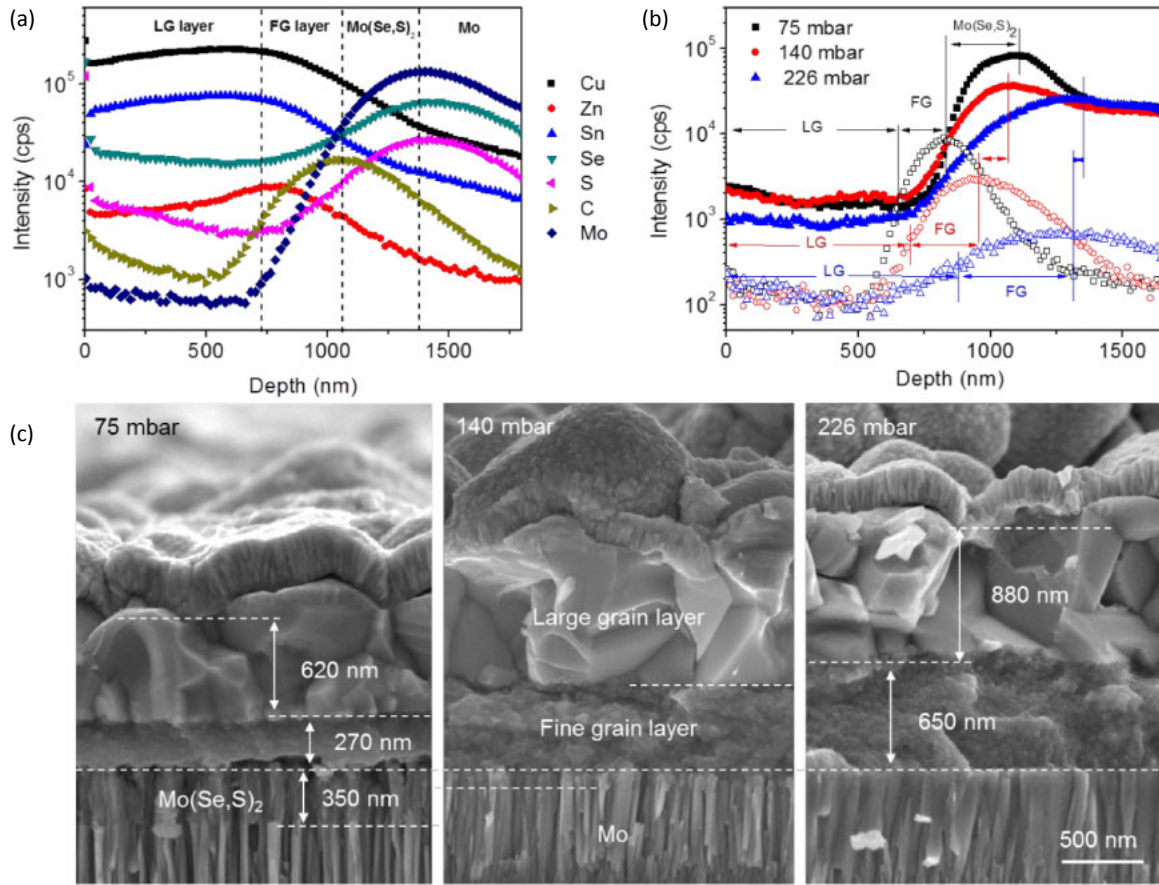 (a)
LG layer FG layer Mo(Se,S)2 Mo
10^5
10^4
10^3
Intensity (cps)
0 500 1000 1500
Depth (nm)
Cu
Zn
Sn
Se
S
C
Mo
(b)
75 mbar
140 mbar
226 mbar
Mo(Se,S)2
FG
LG
FG
LG
LG
FG
10^5
10^4
10^3
10^2
Intensity (cps)
0 500 1000 1500
Depth (nm)
(c)
75 mbar
620 nm
270 nm
350 nm
Mo(Se,S)2
140 mbar
Large grain layer
Fine grain layer
Mo
226 mbar
880 nm
650 nm
500 nm